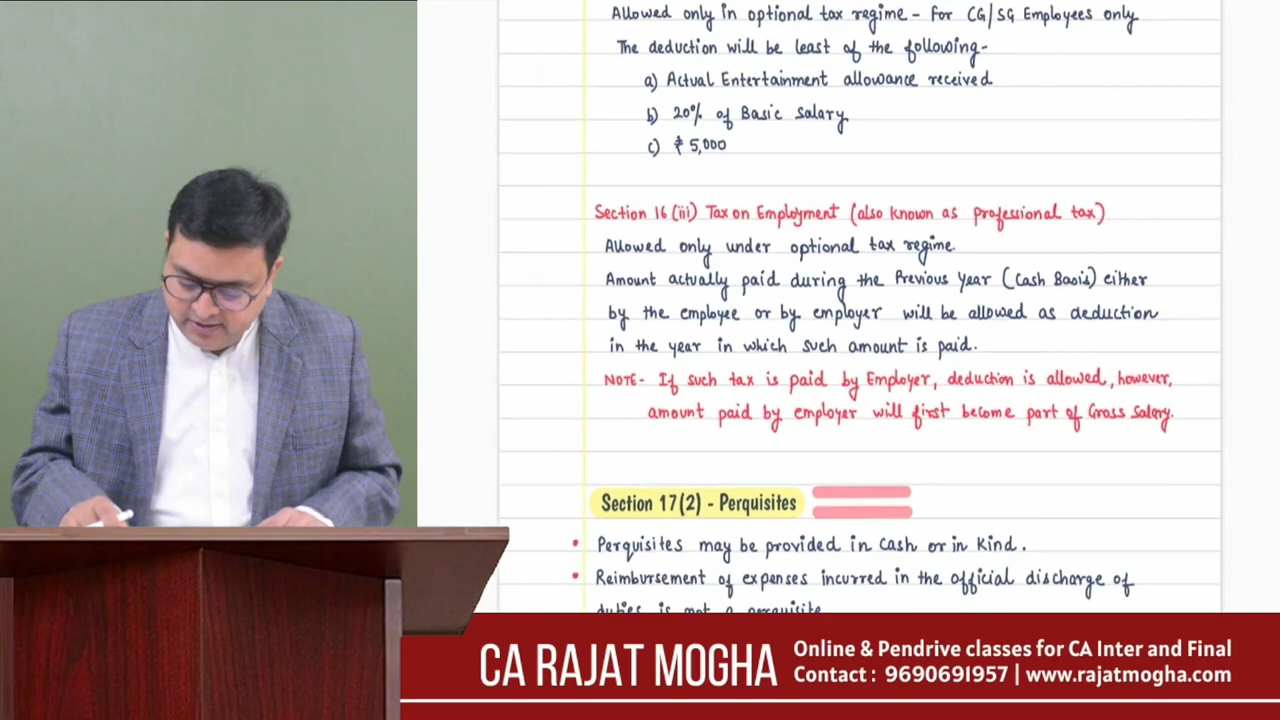 Allowed only in optional tax regime - For CG/SG Employees only
The deduction will be least of the following-
a) Actual Entertainment allowance received
b) 20% of Basic Salary
c) ₹ 5,000
Section 16 (iii) Tax on Employment (also known as professional tax)
Allowed only under optional tax regime.
Amount actually paid during the Previous Year (Cash Basis) either
by the employee or by employer will be allowed as deduction
in the year in which such amount is paid.
NOTE- If such tax is paid by Employer, deduction is allowed, however,
amount paid by employer will first become part of Gross Salary.
Section 17(2) - Perquisites
• Perquisites may be provided in Cash or in Kind.
• Reimbursement of expenses incurred in the official discharge of
duties is not a perquisite
CA RAJAT MOGHA
Online & Pendrive classes for CA Inter and Final
Contact : 9690691957 | www.rajatmogha.com